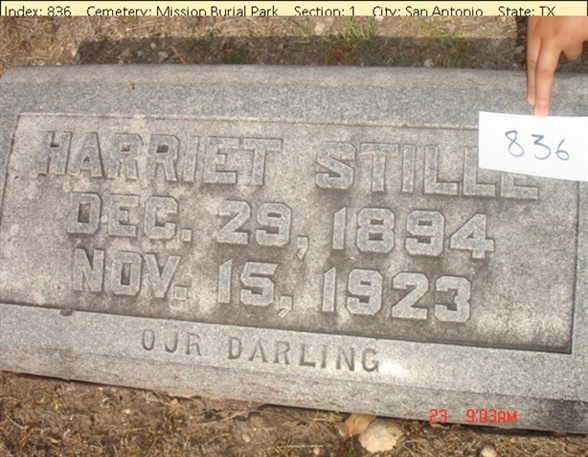 Index: 836 Cemetery: Mission Burial Park Section: 1 City: San Antonio State: TX
836
HARRIET STILLE
DEC. 29, 1894
NOV. 15, 1923
OUR DARLING
23 9:03AM